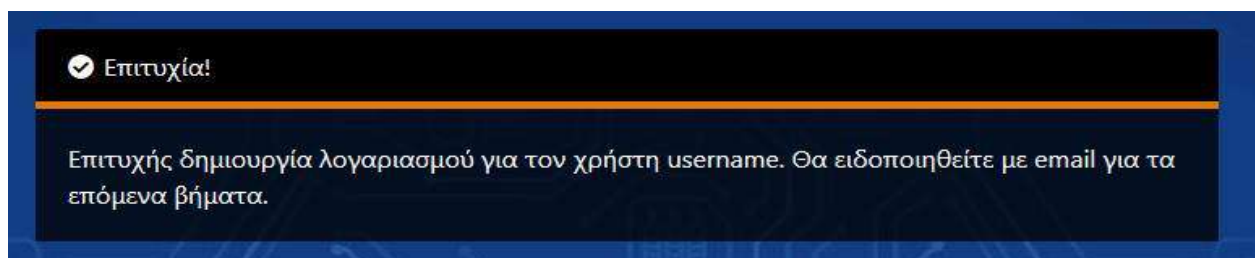 Επιτυχία!
Επιτυχής δημιουργία λογαριασμού για τον χρήστη username. Θα ειδοποιηθείτε με email για τα
επόμενα βήματα.